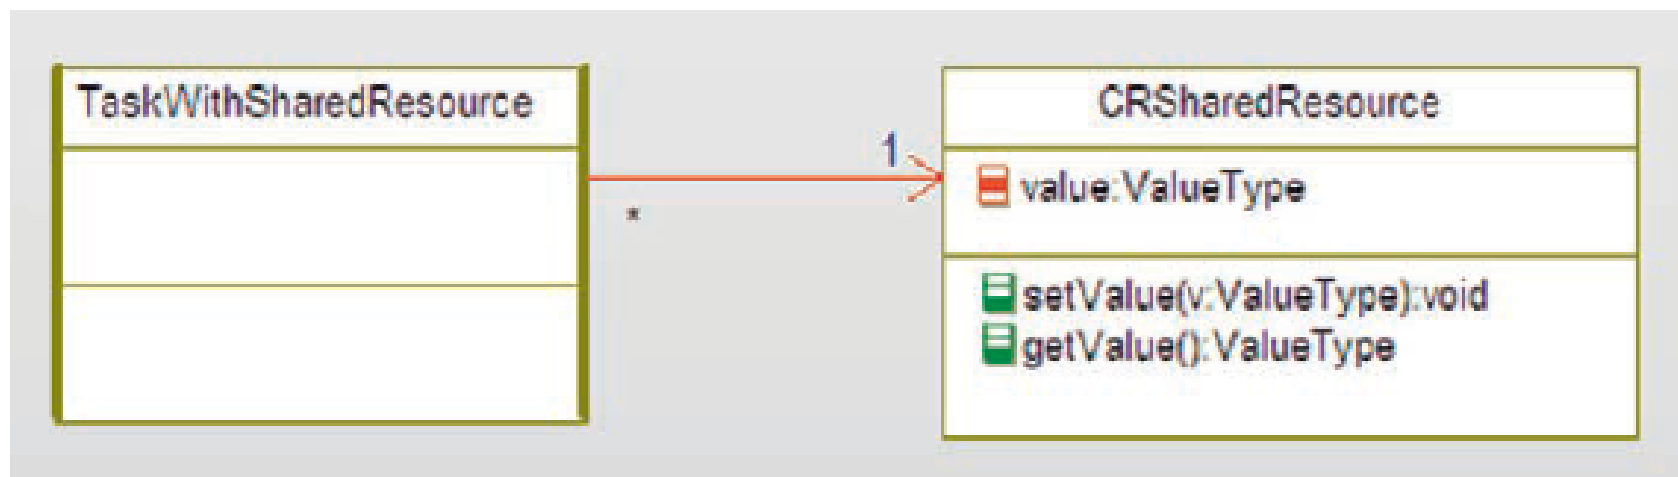 TaskWithSharedResource
*
1
CRSharedResource
value:ValueType
setValue(v:ValueType):void
getValue():ValueType